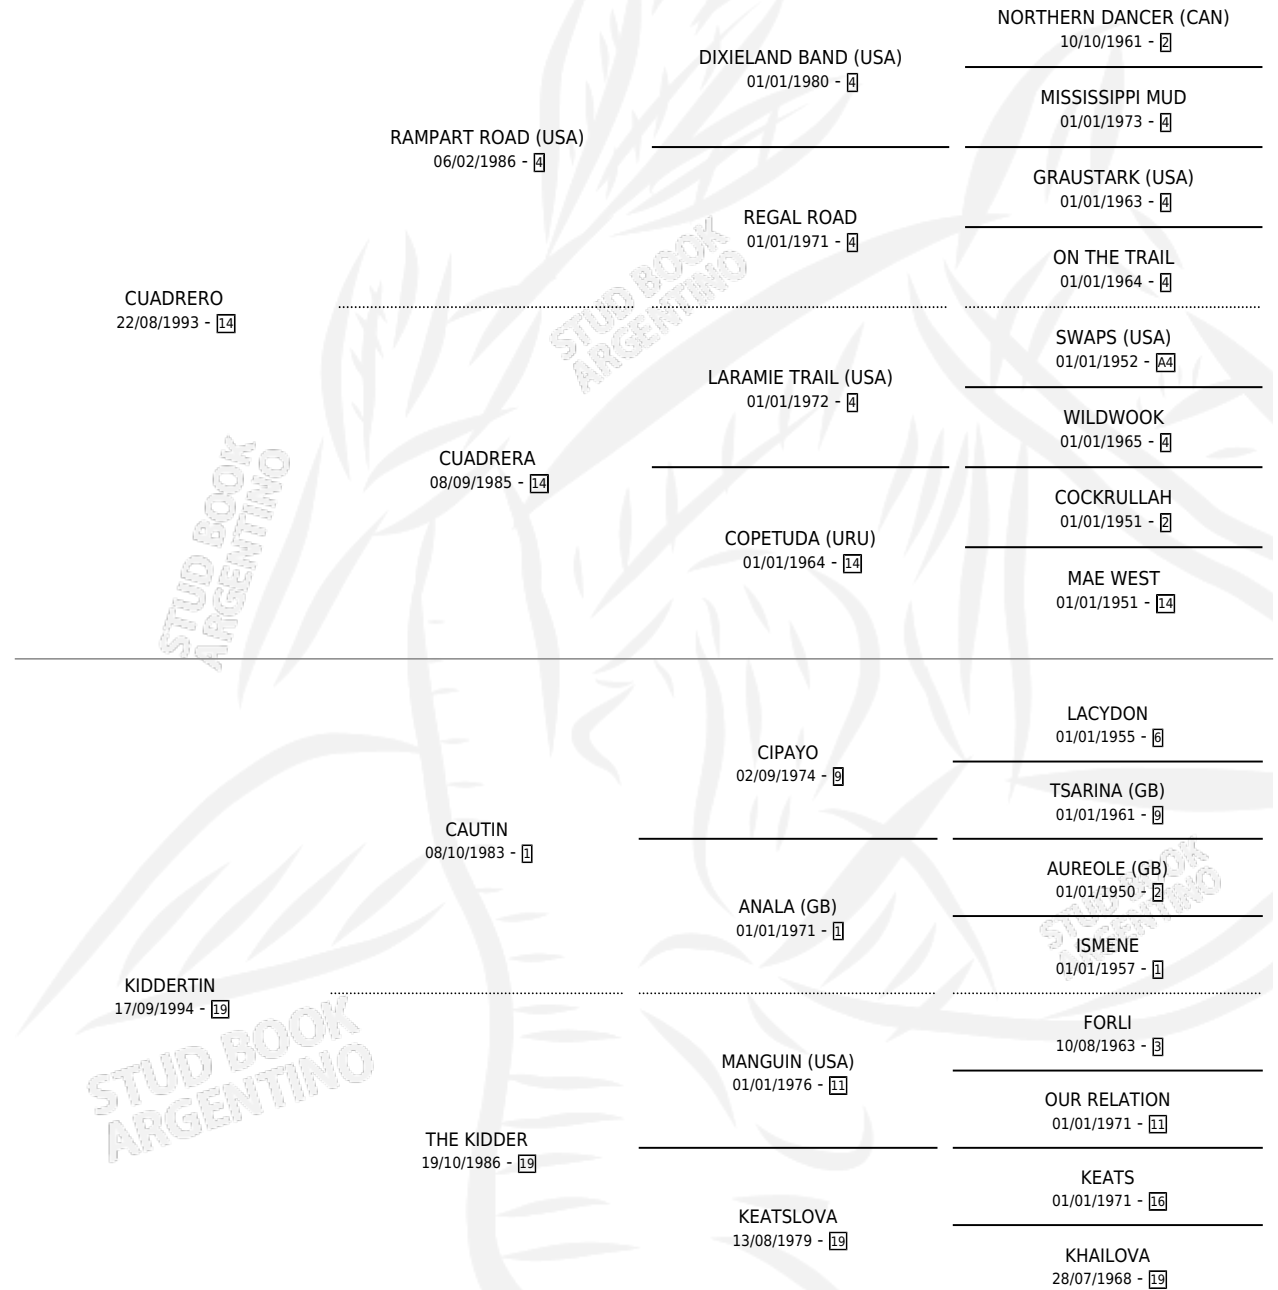 NORTHERN DANCER (CAN)
10/10/1961 - 2
DIXIELAND BAND (USA)
01/01/1980 - 4
MISSISSIPPI MUD
01/01/1973 - 4
RAMPART ROAD (USA)
06/02/1986 - 4
GRAUSTARK (USA)
01/01/1963 - 4
REGAL ROAD
01/01/1971 - 4
ON THE TRAIL
01/01/1964 - 4
CUADRERO
22/08/1993 - 14
SWAPS (USA)
01/01/1952 - A4
LARAMIE TRAIL (USA)
01/01/1972 - 4
WILDWOOK
01/01/1965 - 4
CUADRERA
08/09/1985 - 14
COCKRULLAH
01/01/1951 - 2
COPETUDA (URU)
01/01/1964 - 14
MAE WEST
01/01/1951 - 14
STUD BOOK
ARGENTINO
STUD BOOK
ARGENTINO
LACYDON
01/01/1955 - 6
CIPAYO
02/09/1974 - 9
TSARINA (GB)
01/01/1961 - 9
CAUTIN
08/10/1983 - 1
AUREOLE (GB)
01/01/1950 - 2
ANALA (GB)
01/01/1971 - 1
ISMENE
01/01/1957 - 1
STUD BOOK
ARGENTINO
KIDDERTIN
17/09/1994 - 19
FORLI
10/08/1963 - 3
MANGUIN (USA)
01/01/1976 - 11
OUR RELATION
01/01/1971 - 11
STUD BOOK
ARGENTINO
THE KIDDER
19/10/1986 - 19
KEATS
01/01/1971 - 16
KEATSLOVA
13/08/1979 - 19
KHAILOVA
28/07/1968 - 19